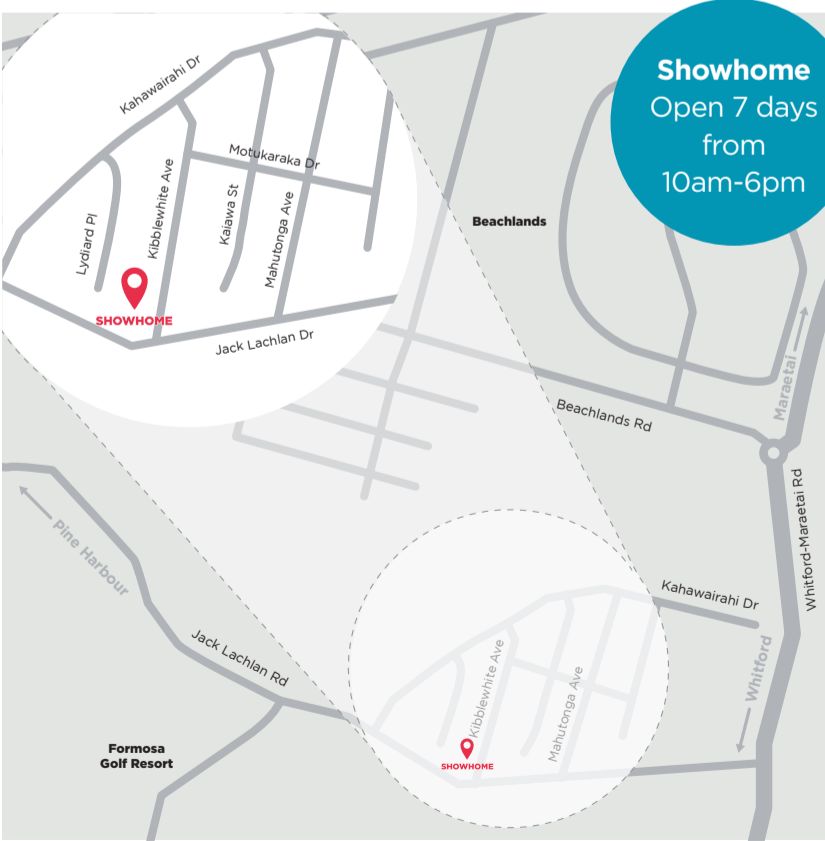 Showhome
Open 7 days
from
10am-6pm
Kahawairahi Dr
Motukaraka Dr
Lydiard Pl
Kibblewhite Ave
Kaiawa St
Mahutonga Ave
SHOWHOME
Jack Lachlan Dr
Beachlands
Beachlands Rd
Maraetai
Whitford-Maraetai Rd
Pine Harbour
Jack Lachlan Rd
Kahawairahi Dr
Whitford
Kibblewhite Ave
Mahutonga Ave
SHOWHOME
Formosa
Golf Resort